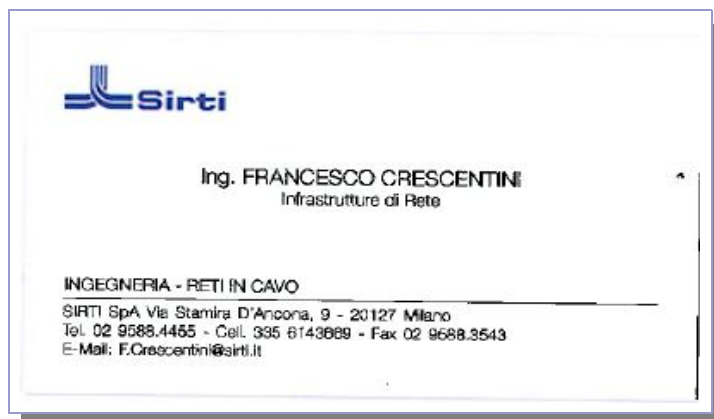 Sirti
Ing. FRANCESCO CRESCENTINI
Infrastrutture di Rete
INGEGNERIA - RETI IN CAVO
SIRTI SpA Via Stamira D'Ancona, 9 - 20127 Milano
Tel. 02 9588.4455 - Cell. 335 6143669 - Fax 02 9588.3543
E-Mail: F.Crescentini@sirti.it